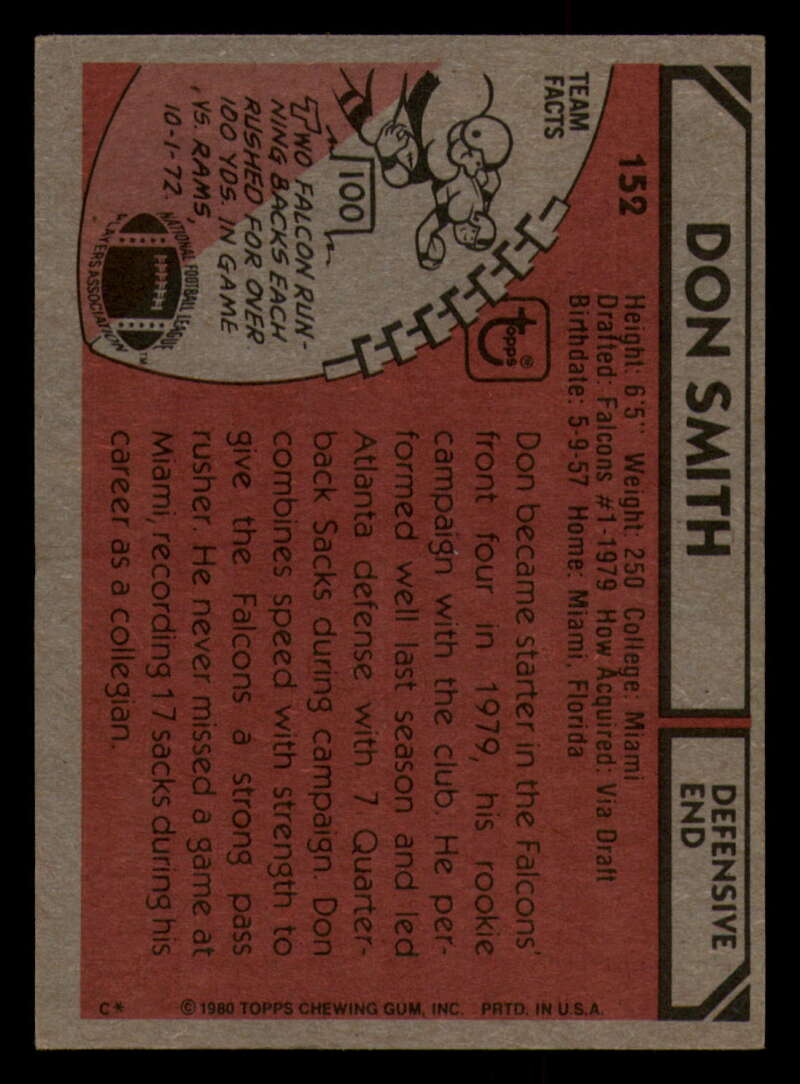 DON SMITH
DEFENSIVE
END
152
Height: 6'5" Weight: 250 College: Miami
Drafted: Falcons #1-1979 How Acquired: Via Draft
Birthdate: 5-9-57 Home: Miami, Florida
TEAM
FACTS
100
TWO FALCON RUN-
NING BACKS EACH
RUSHED FOR OVER
100 YDS. IN GAME
VS. RAMS,
10-1-72.
topps®
NATIONAL FOOTBALL LEAGUE
PLAYERS ASSOCIATION™
Don became starter in the Falcons'
front four in 1979, his rookie
campaign with the club. He per-
formed well last season and led
Atlanta defense with 7 Quarter-
back Sacks during campaign. Don
combines speed with strength to
give the Falcons a strong pass
rusher. He never missed a game at
Miami, recording 17 sacks during his
career as a collegian.
C* © 1980 TOPPS CHEWING GUM, INC. PRTD. IN U.S.A.